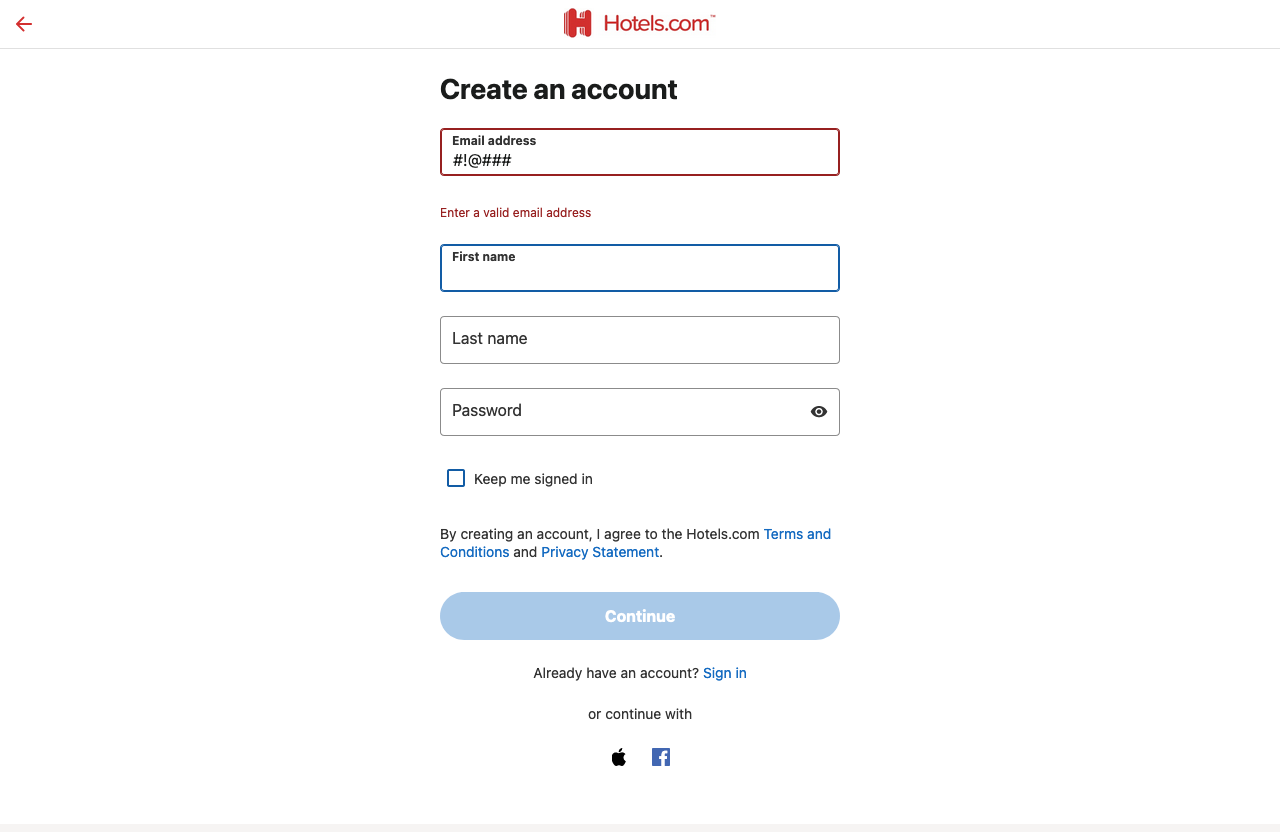 Hotels.com™
Create an account
Email address
#!@###
Enter a valid email address
First name
Last name
Password
Keep me signed in
By creating an account, I agree to the Hotels.com Terms and
Conditions and Privacy Statement.
Continue
Already have an account? Sign in
or continue with